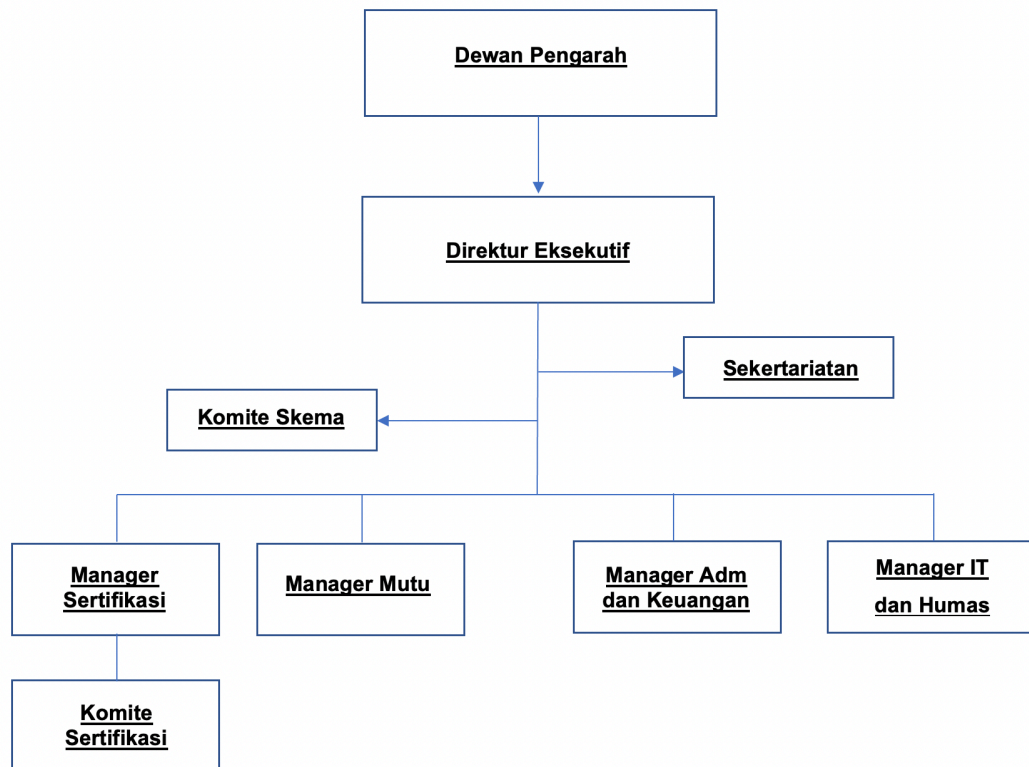 Dewan Pengarah
Direktur Eksekutif
Sekertariatan
Komite Skema
Manager
Sertifikasi
Manager Mutu
Manager Adm
dan Keuangan
Manager IT
dan Humas
Komite
Sertifikasi